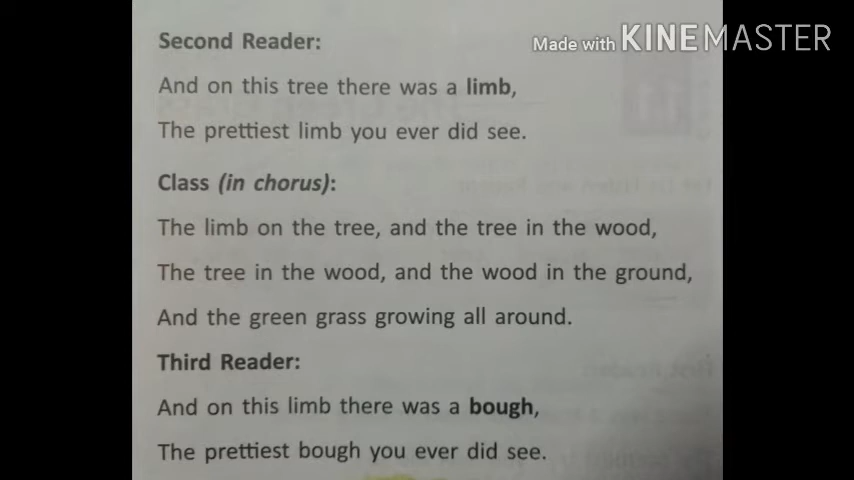 Made with KINEMASTER
Second Reader:
And on this tree there was a limb,
The prettiest limb you ever did see.
Class (in chorus):
The limb on the tree, and the tree in the wood,
The tree in the wood, and the wood in the ground,
And the green grass growing all around.
Third Reader:
And on this limb there was a bough,
The prettiest bough you ever did see.